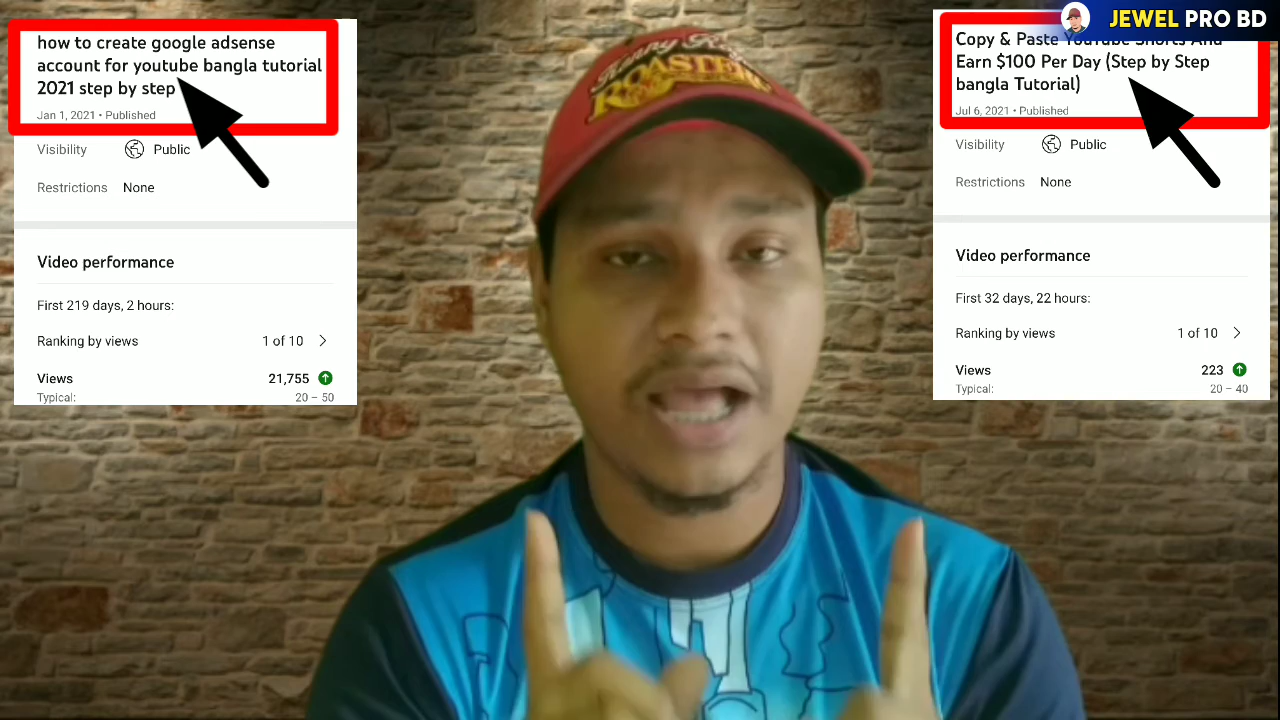 how to create google adsense
account for youtube bangla tutorial
2021 step by step
Jan 1, 2021 • Published
Visibility Public
Restrictions None
Video performance
First 219 days, 2 hours:
Ranking by views 1 of 10
Views 21,755
Typical: 20 – 50
ROASTER
JEWEL PRO BD
Copy & Paste YouTube Shorts And
Earn $100 Per Day (Step by Step
bangla Tutorial)
Jul 6, 2021 • Published
Visibility Public
Restrictions None
Video performance
First 32 days, 22 hours:
Ranking by views 1 of 10
Views 223
Typical: 20 – 40